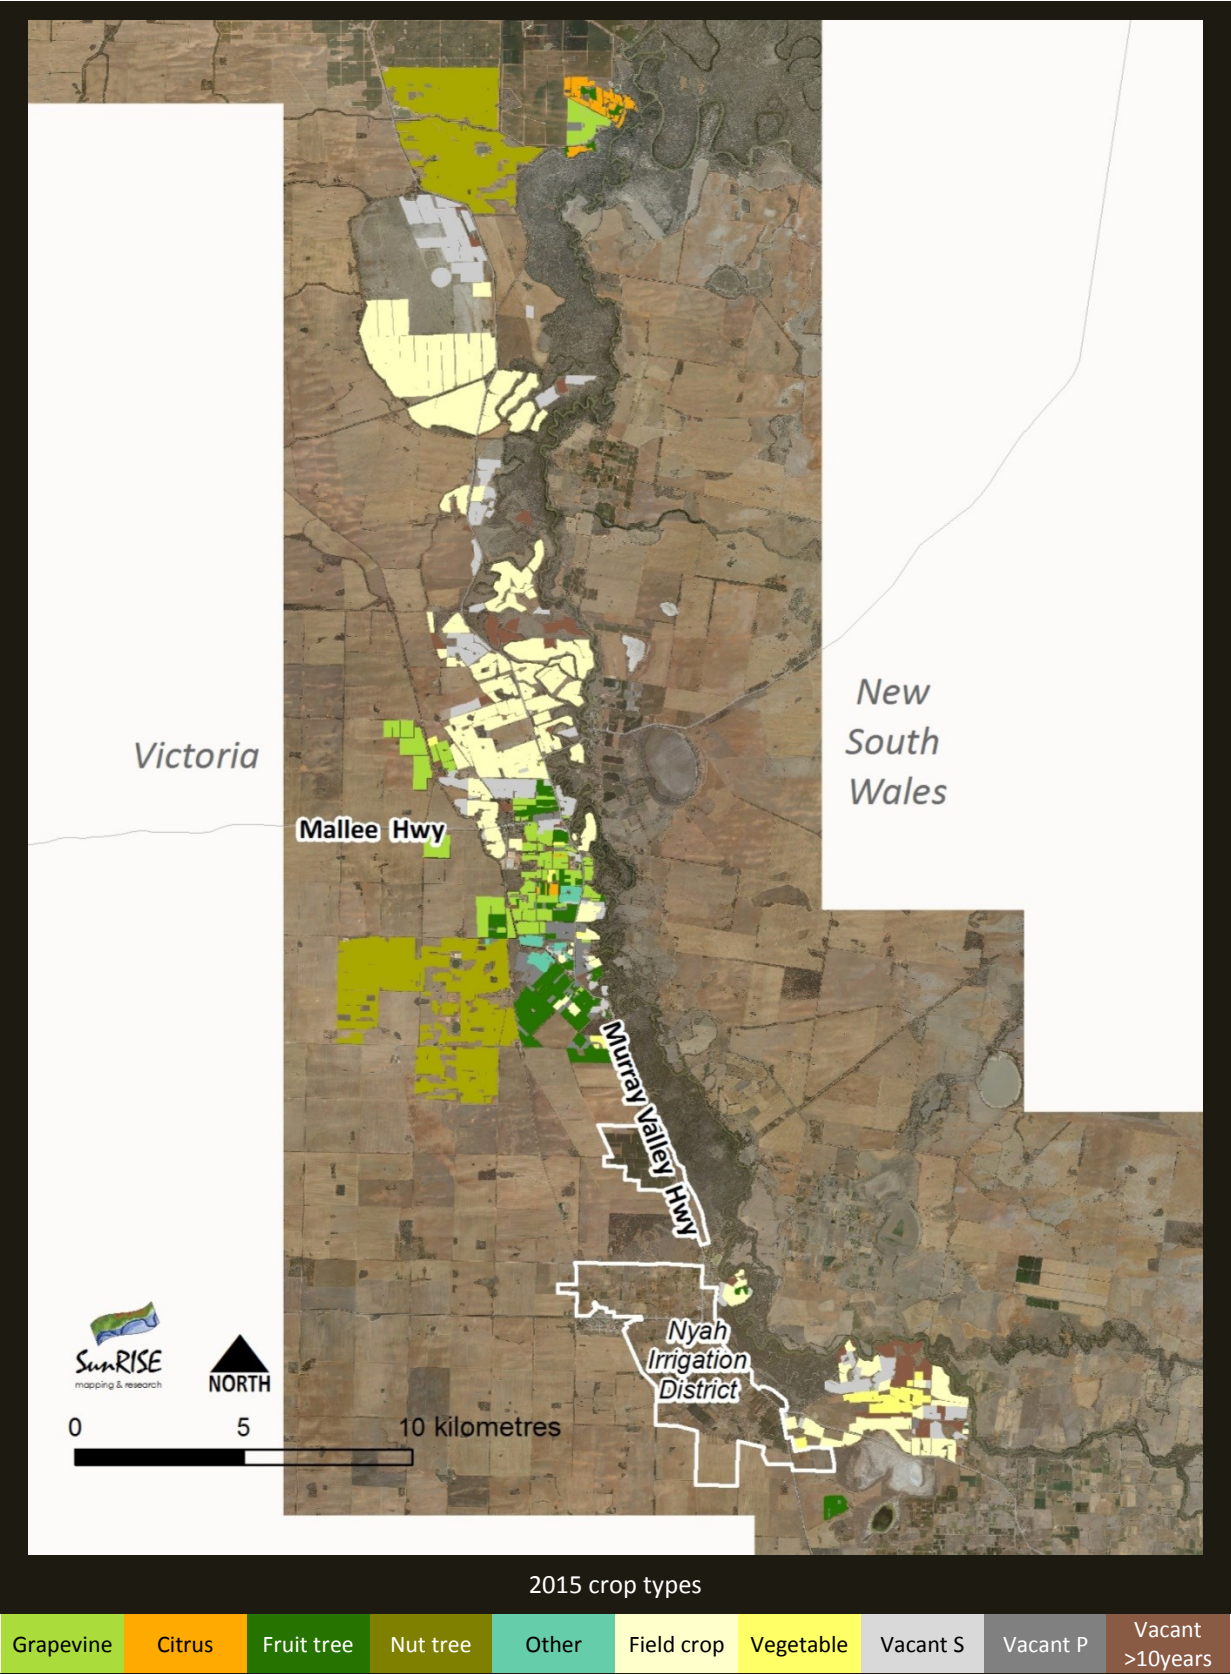 New
South
Wales
Victoria
Mallee Hwy
Murray Valley Hwy
Nyah
Irrigation
District
SunRISE
mapping & research
NORTH
0 5 10 kilometres
2015 crop types
Grapevine Citrus Fruit tree Nut tree Other Field crop Vegetable Vacant S Vacant P Vacant
>10years